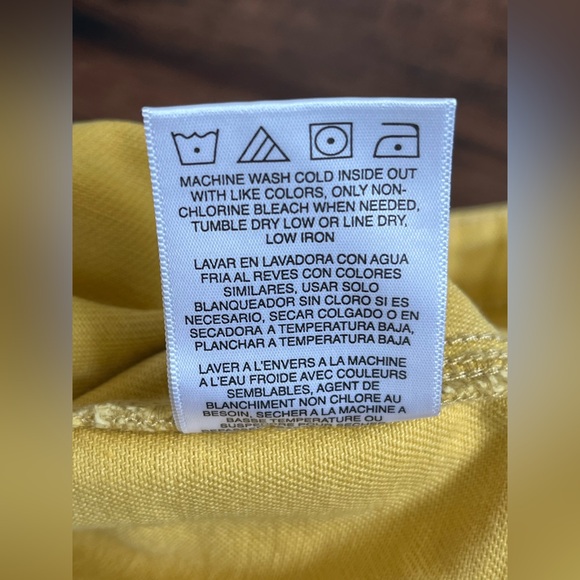 MACHINE WASH COLD INSIDE OUT
WITH LIKE COLORS, ONLY NON-
CHLORINE BLEACH WHEN NEEDED,
TUMBLE DRY LOW OR LINE DRY,
LOW IRON
LAVAR EN LAVADORA CON AGUA
FRIA AL REVES CON COLORES
SIMILARES, USAR SOLO
BLANQUEADOR SIN CLORO SI ES
NECESARIO, SECAR COLGADO O EN
SECADORA A TEMPERATURA BAJA,
PLANCHAR A TEMPERATURA BAJA
LAVER A L'ENVERS A LA MACHINE
A L'EAU FROIDE AVEC COULEURS
SEMBLABLES, AGENT DE
BLANCHIMENT NON CHLORE AU
BESOIN, SECHER A LA MACHINE A
BASSE TEMPERATURE OU